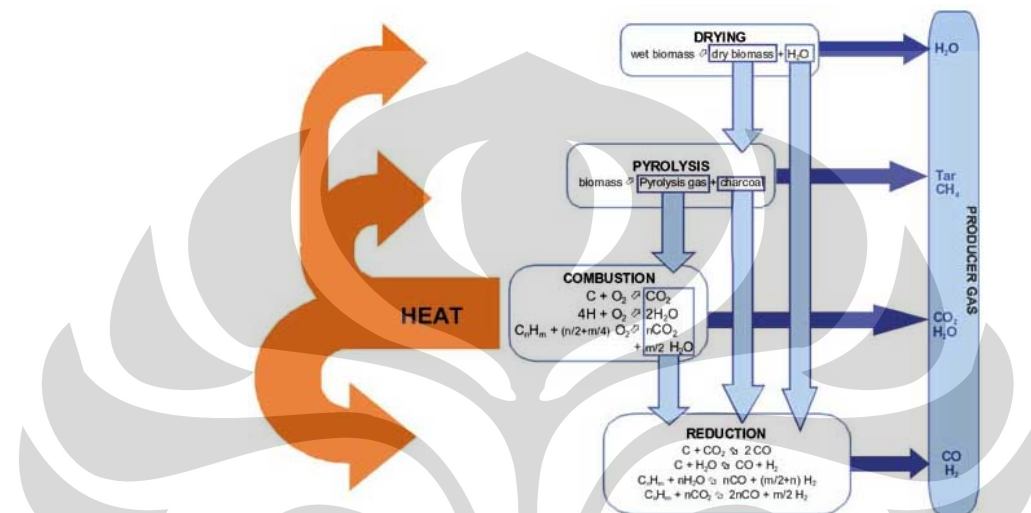 DRYING
wet biomass ⬀ dry biomass + H₂O
H₂O
PYROLYSIS
biomass ⬀ Pyrolysis gas + charcoal
Tar
CH₄
PRODUCER GAS
COMBUSTION
C + O₂ ⬀ CO₂
4H + O₂ ⬀ 2H₂O
CₙHₘ + (n/2+m/4) O₂ ⬀ nCO₂
+ m/2 H₂O
HEAT
CO₂
H₂O
REDUCTION
C + CO₂ ⬂ 2 CO
C + H₂O ⬂ CO + H₂
CₙHₘ + nH₂O ⬂ nCO + (m/2+n) H₂
CₙHₘ + nCO₂ ⬂ 2nCO + m/2 H₂
CO
H₂